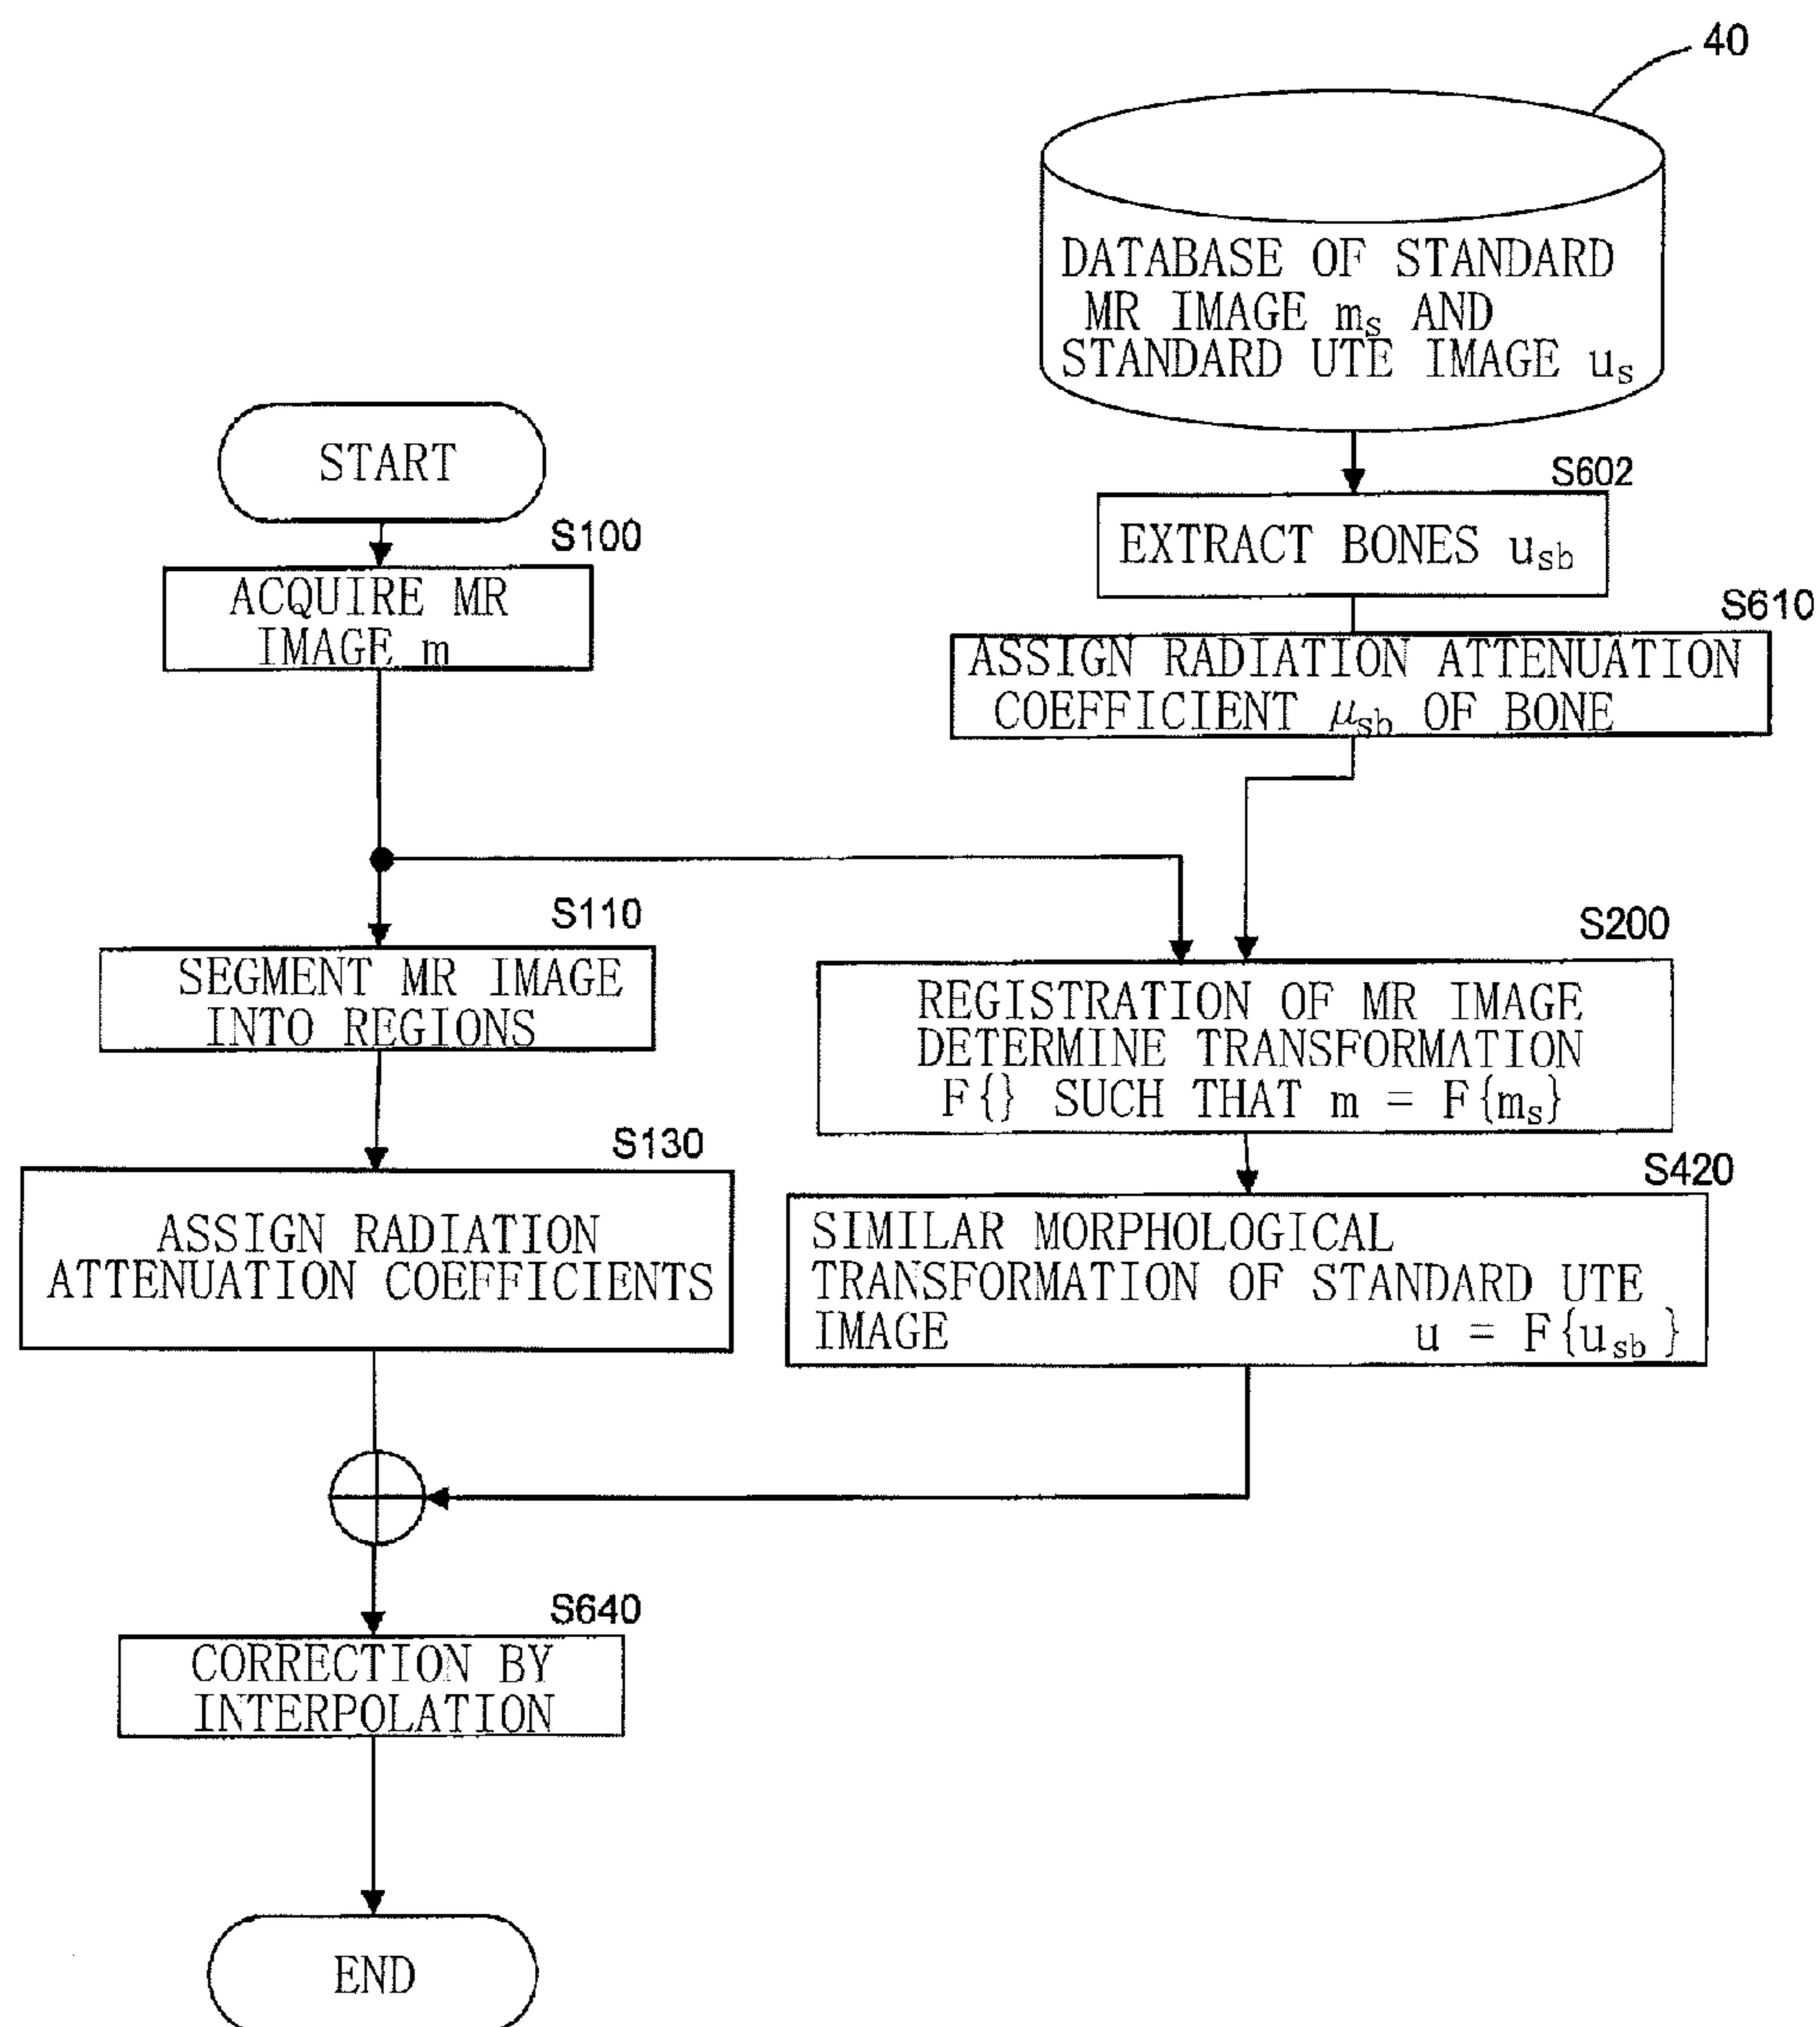 40
DATABASE OF STANDARD
MR IMAGE mₛ AND
STANDARD UTE IMAGE uₛ
START
S100
ACQUIRE MR
IMAGE m
S602
EXTRACT BONES u_sb
S610
ASSIGN RADIATION ATTENUATION
COEFFICIENT μ_sb OF BONE
S110
SEGMENT MR IMAGE
INTO REGIONS
S200
REGISTRATION OF MR IMAGE
DETERMINE TRANSFORMATION
F{} SUCH THAT m = F{mₛ}
S130
ASSIGN RADIATION
ATTENUATION COEFFICIENTS
S420
SIMILAR MORPHOLOGICAL
TRANSFORMATION OF STANDARD UTE
IMAGE u = F{u_sb }
S640
CORRECTION BY
INTERPOLATION
END